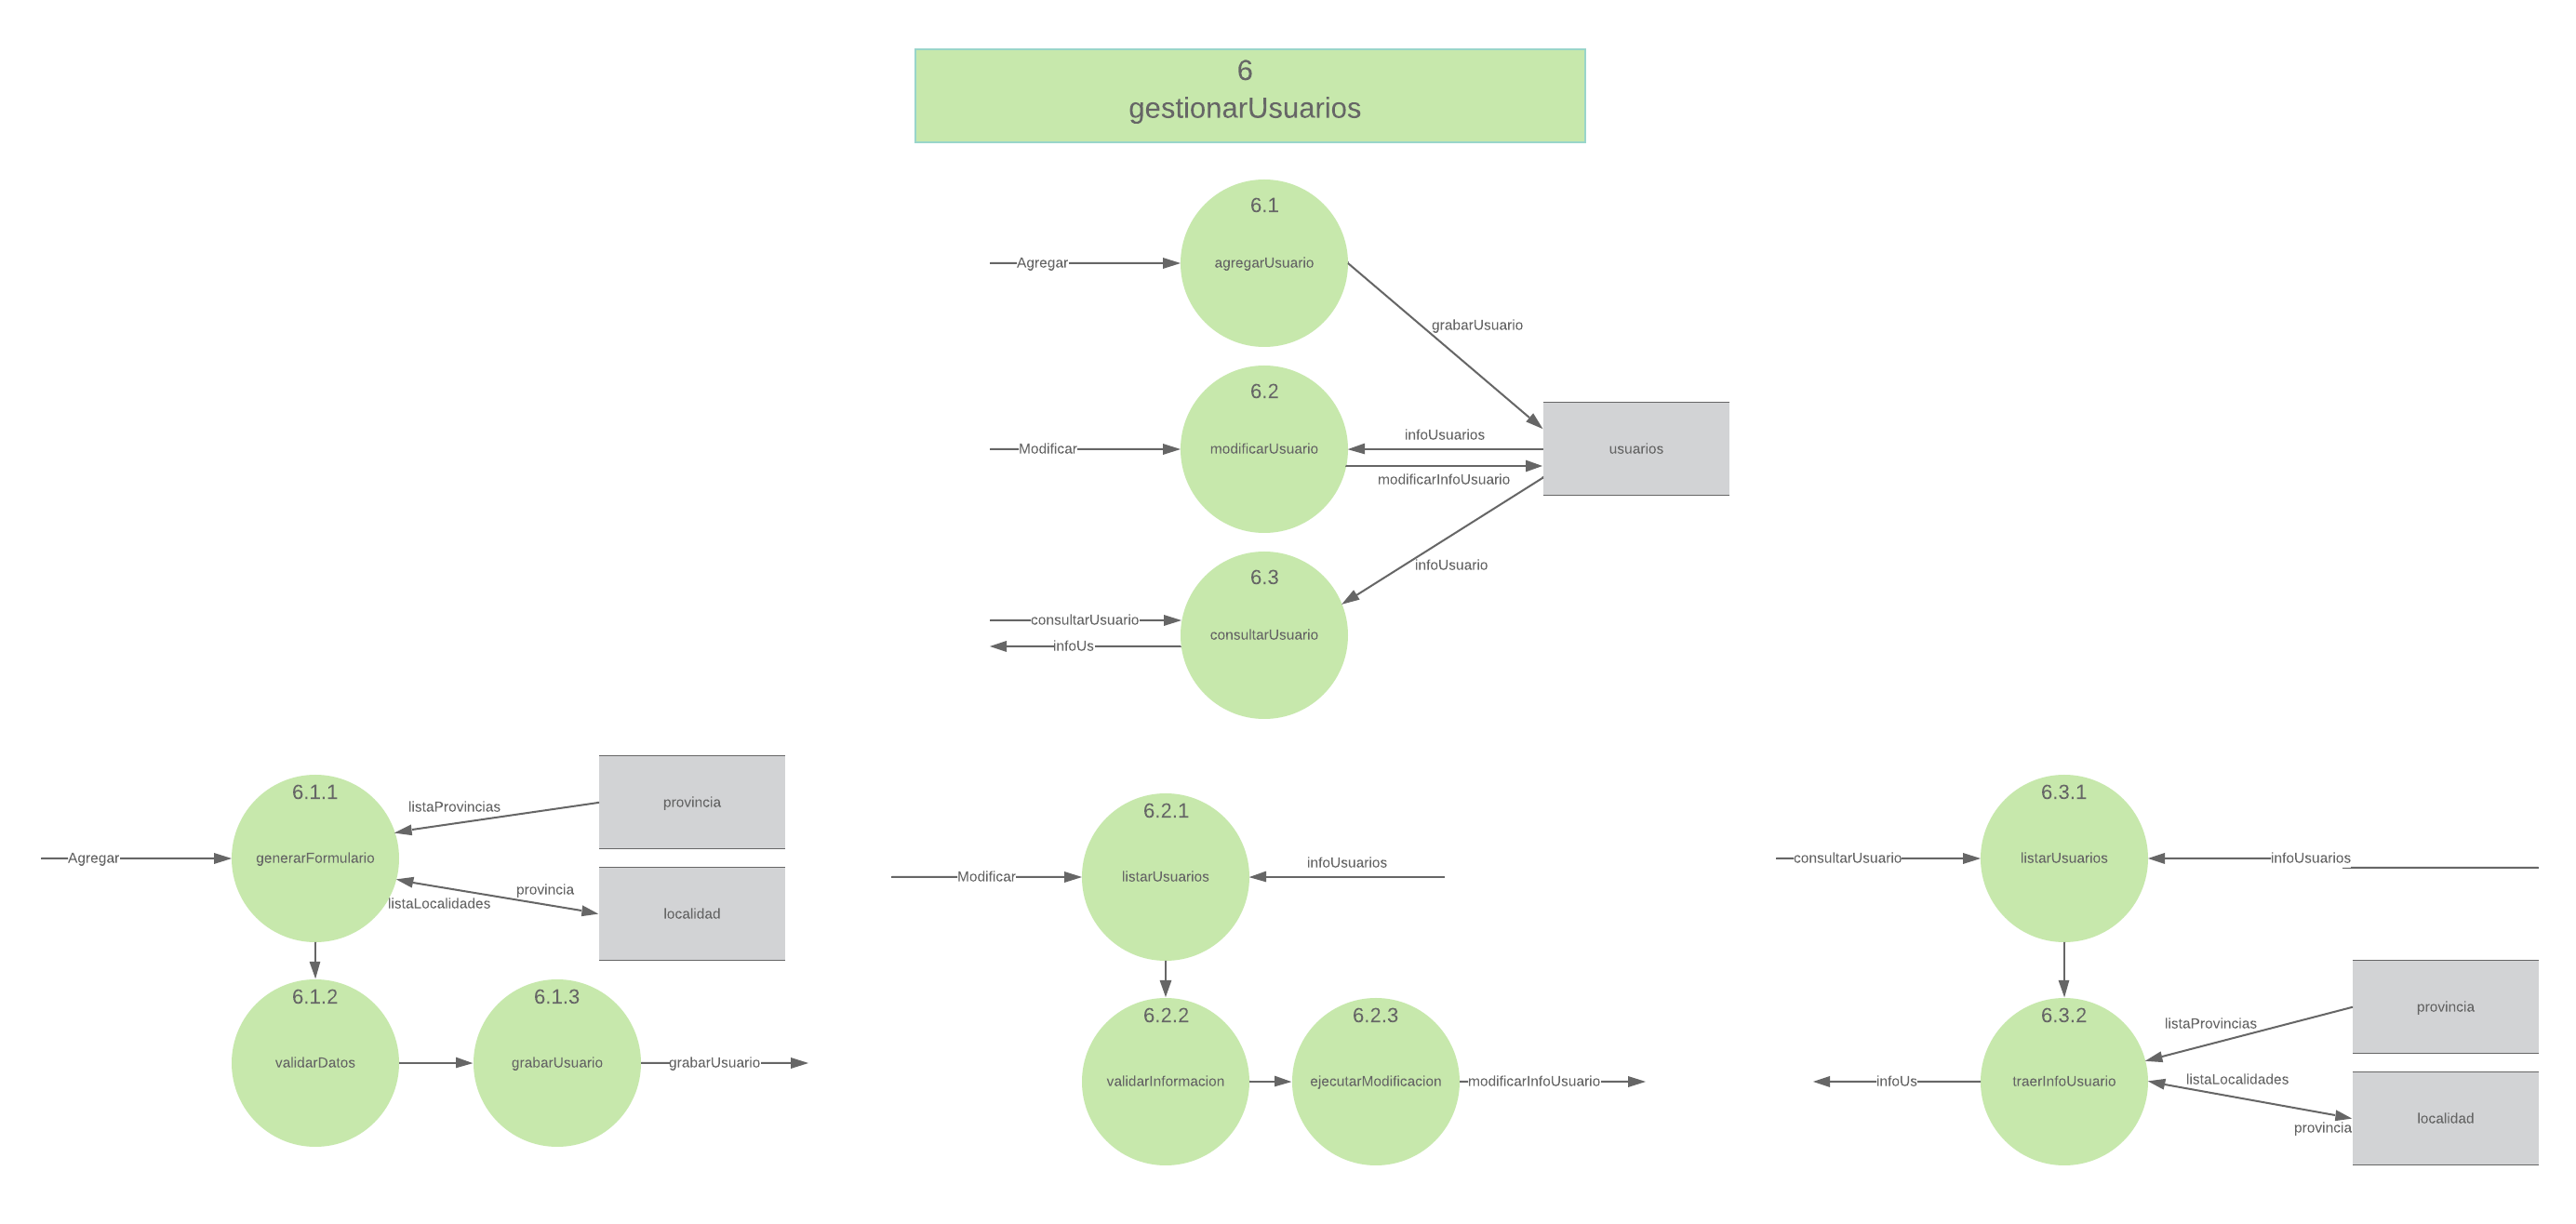 6
gestionarUsuarios
6.1
Agregar
agregarUsuario
grabarUsuario
6.2
Modificar
modificarUsuario
infoUsuarios
usuarios
modificarInfoUsuario
infoUsuario
6.3
consultarUsuario
consultarUsuario
infoUs
6.1.1
listaProvincias
provincia
Agregar
generarFormulario
provincia
listaLocalidades
localidad
6.1.2
6.1.3
validarDatos
grabarUsuario
grabarUsuario
6.2.1
infoUsuarios
Modificar
listarUsuarios
6.2.2
6.2.3
validarInformacion
ejecutarModificacion
modificarInfoUsuario
6.3.1
consultarUsuario
listarUsuarios
infoUsuarios
6.3.2
listaProvincias
provincia
infoUs
traerInfoUsuario
listaLocalidades
localidad
provincia